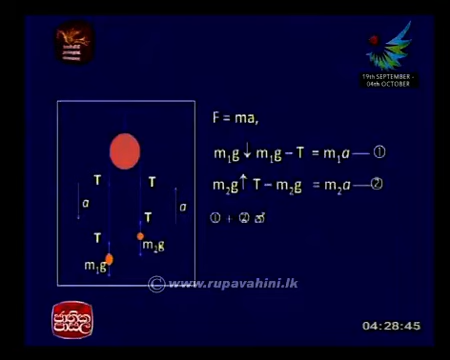 19th SEPTEMBER -
04th OCTOBER
F = ma,
m₁g ↓ m₁g – T = m₁a — ①
m₂g ↑ T – m₂g = m₂a — ②
① + ② න්
T T
a a
T
T
m₂g
m₁g
© www.rupavahini.lk
ජාතික
පාසල
04:28:45